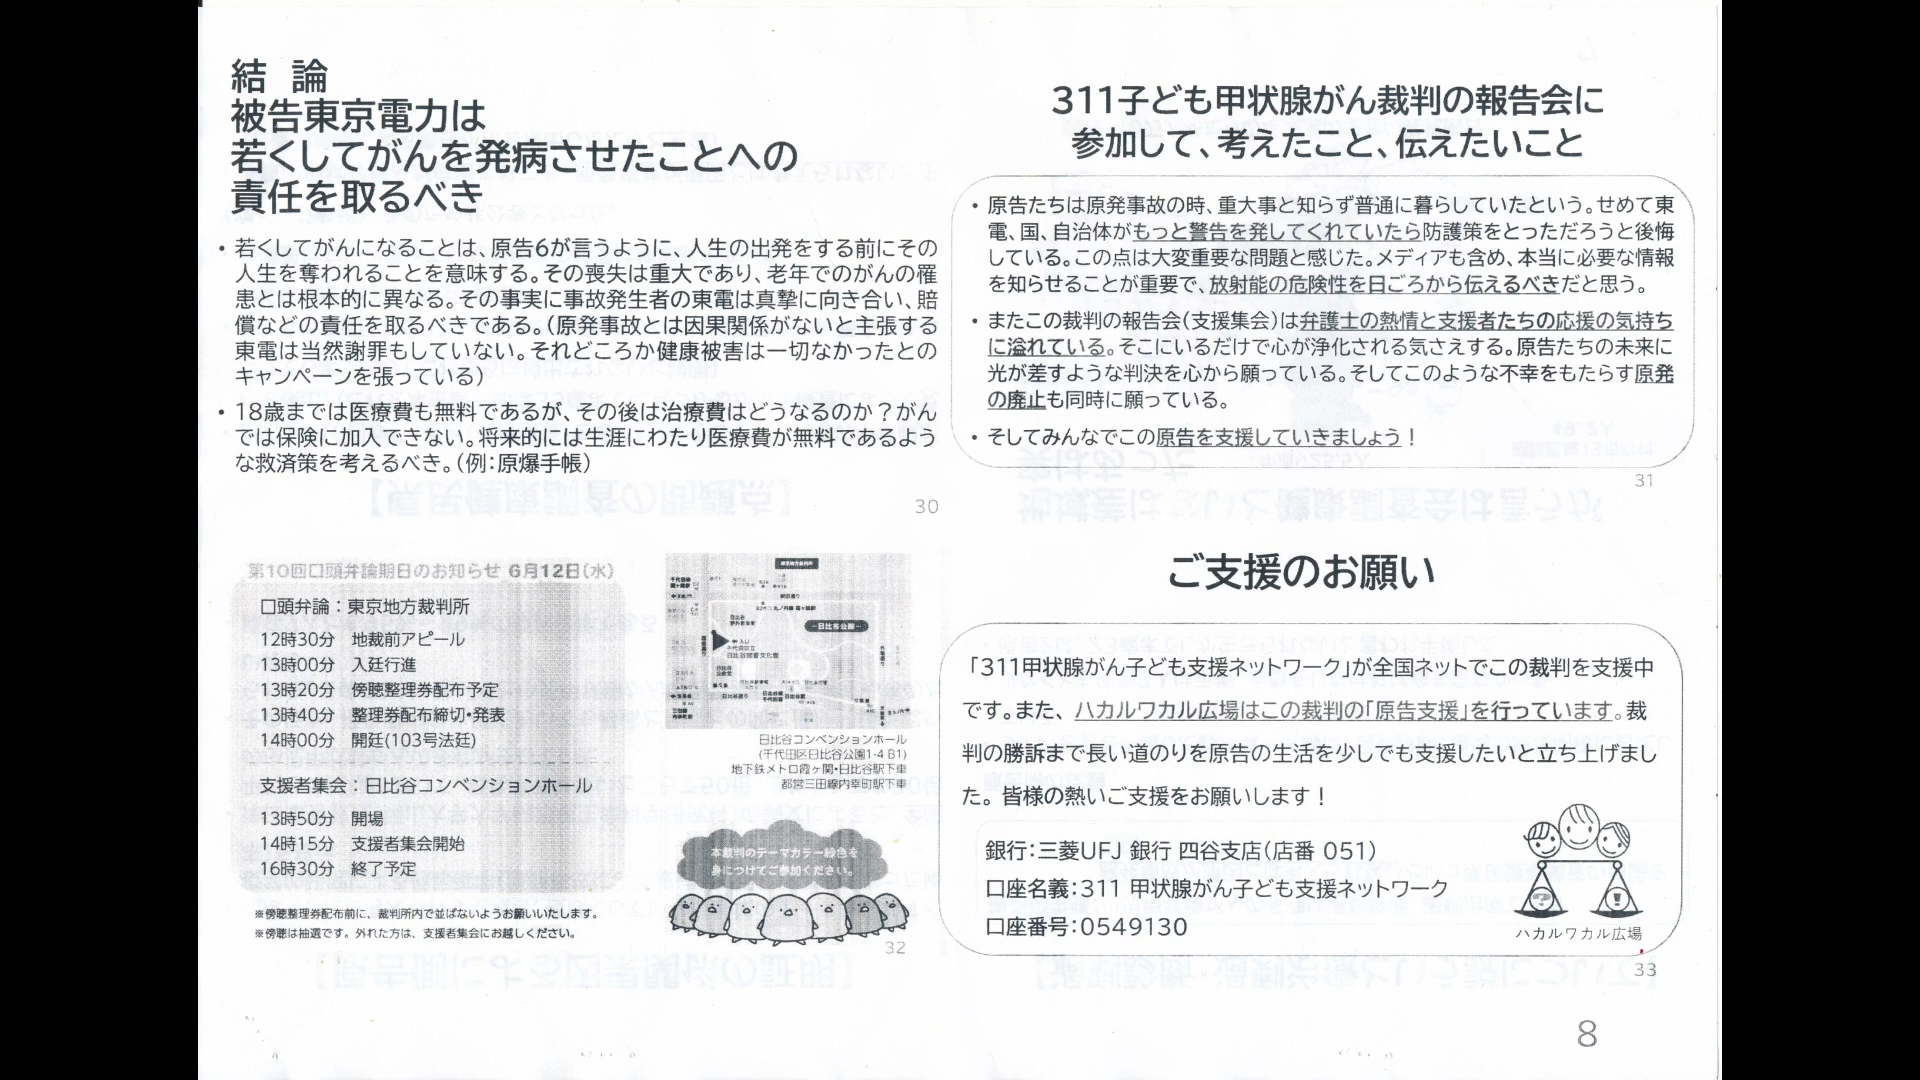 結 論
被告東京電力は
若くしてがんを発病させたことへの
責任を取るべき
• 若くしてがんになることは、原告6が言うように、人生の出発をする前にその
人生を奪われることを意味する。その喪失は重大であり、老年でのがんの罹
患とは根本的に異なる。その事実に事故発生者の東電は真摯に向き合い、賠
償などの責任を取るべきである。(原発事故とは因果関係がないと主張する
東電は当然謝罪もしていない。それどころか健康被害は一切なかったとの
キャンペーンを張っている)
• 18歳までは医療費も無料であるが、その後は治療費はどうなるのか?がん
では保険に加入できない。将来的には生涯にわたり医療費が無料であるよう
な救済策を考えるべき。(例:原爆手帳)
30
311子ども甲状腺がん裁判の報告会に
参加して、考えたこと、伝えたいこと
• 原告たちは原発事故の時、重大事と知らず普通に暮らしていたという。せめて東
電、国、自治体がもっと警告を発してくれていたら防護策をとっただろうと後悔
している。この点は大変重要な問題と感じた。メディアも含め、本当に必要な情報
を知らせることが重要で、放射能の危険性を日ごろから伝えるべきだと思う。
• またこの裁判の報告会(支援集会)は弁護士の熱情と支援者たちの応援の気持ち
に溢れている。そこにいるだけで心が浄化される気さえする。原告たちの未来に
光が差すような判決を心から願っている。そしてこのような不幸をもたらす原発
の廃止も同時に願っている。
• そしてみんなでこの原告を支援していきましょう!
31
第10回口頭弁論期日のお知らせ 6月12日(水)
口頭弁論:東京地方裁判所
12時30分 地裁前アピール
13時00分 入廷行進
13時20分 傍聴整理券配布予定
13時40分 整理券配布締切・発表
14時00分 開廷(103号法廷)
支援者集会:日比谷コンベンションホール
13時50分 開場
14時15分 支援者集会開始
16時30分 終了予定
※傍聴整理券配布前に、裁判所内で並ばないようお願いいたします。
※傍聴は抽選です。外れた方は、支援者集会にお越しください。
日比谷公園
日比谷コンベンションホール
(千代田区日比谷公園1-4 B1)
地下鉄メトロ霞ヶ関・日比谷駅下車
都営三田線内幸町駅下車
本裁判のテーマカラー緑色を
身につけてご参加ください。
32
ご支援のお願い
「311甲状腺がん子ども支援ネットワーク」が全国ネットでこの裁判を支援中
です。また、ハカルワカル広場はこの裁判の「原告支援」を行っています。裁
判の勝訴まで長い道のりを原告の生活を少しでも支援したいと立ち上げまし
た。皆様の熱いご支援をお願いします!
銀行:三菱UFJ 銀行 四谷支店(店番 051)
口座名義:311 甲状腺がん子ども支援ネットワーク
口座番号:0549130
? !
ハカルワカル広場
33
8